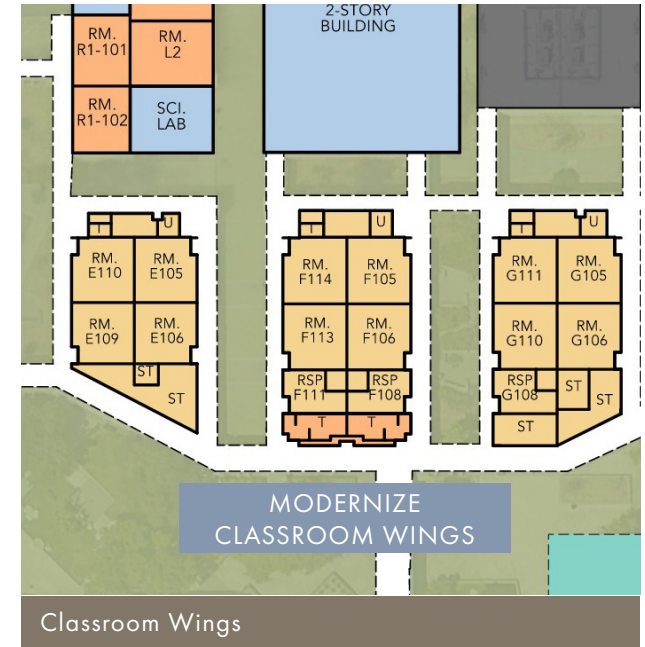 2-STORY
BUILDING
RM.
R1-101
RM.
L2
RM.
R1-102
SCI.
LAB
T
U
RM.
E110
RM.
E105
RM.
E109
RM.
E106
ST
ST
T
U
RM.
F114
RM.
F105
RM.
F113
RM.
F106
RSP
F111
RSP
F108
T
T
T
U
RM.
G111
RM.
G105
RM.
G110
RM.
G106
RSP
G108
ST
ST
ST
MODERNIZE
CLASSROOM WINGS
Classroom Wings